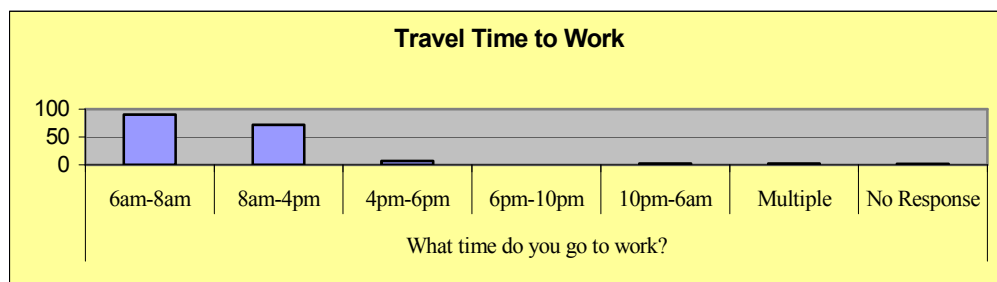 Travel Time to Work
100
50
0
6am-8am 8am-4pm 4pm-6pm 6pm-10pm 10pm-6am Multiple No Response
What time do you go to work?